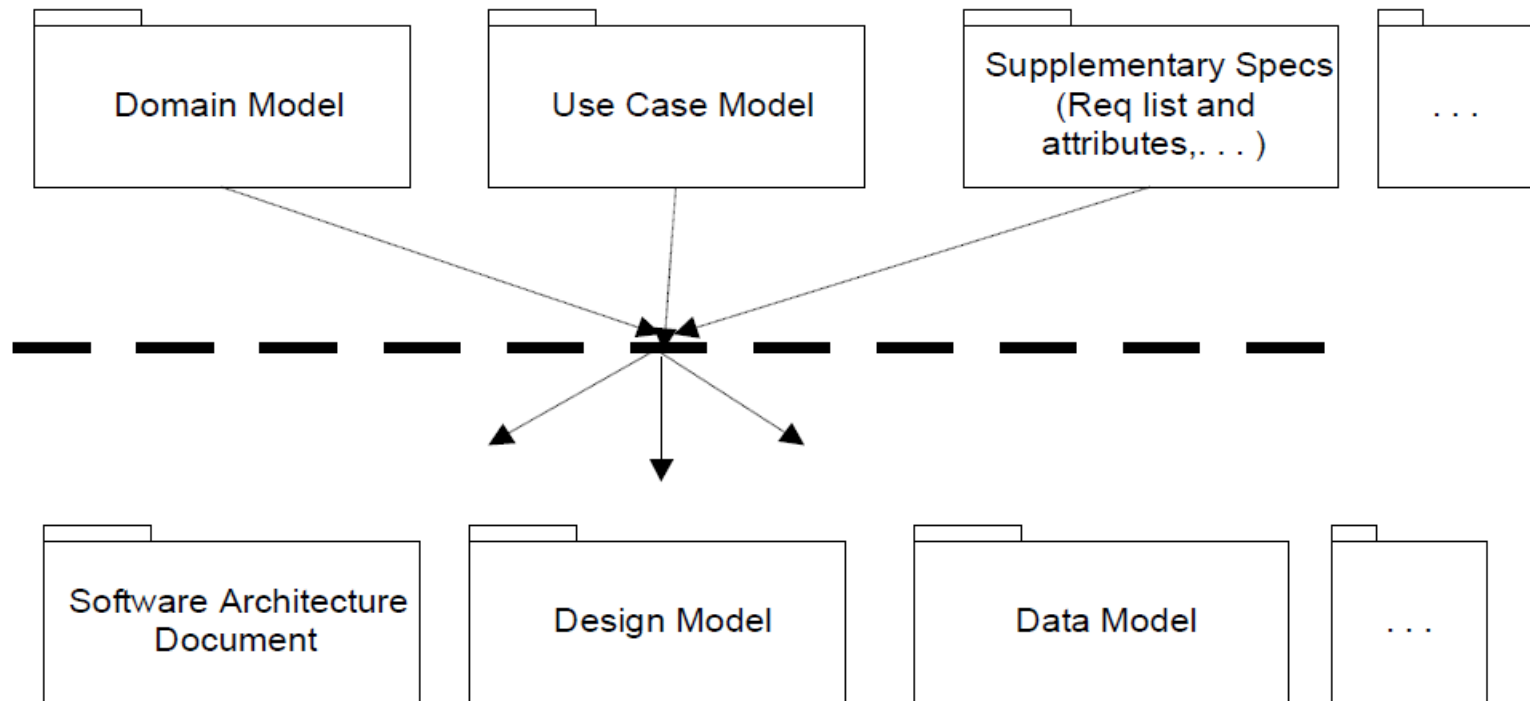 Domain Model
Use Case Model
Supplementary Specs
(Req list and
attributes,. . . )
. . .
Software Architecture
Document
Design Model
Data Model
. . .